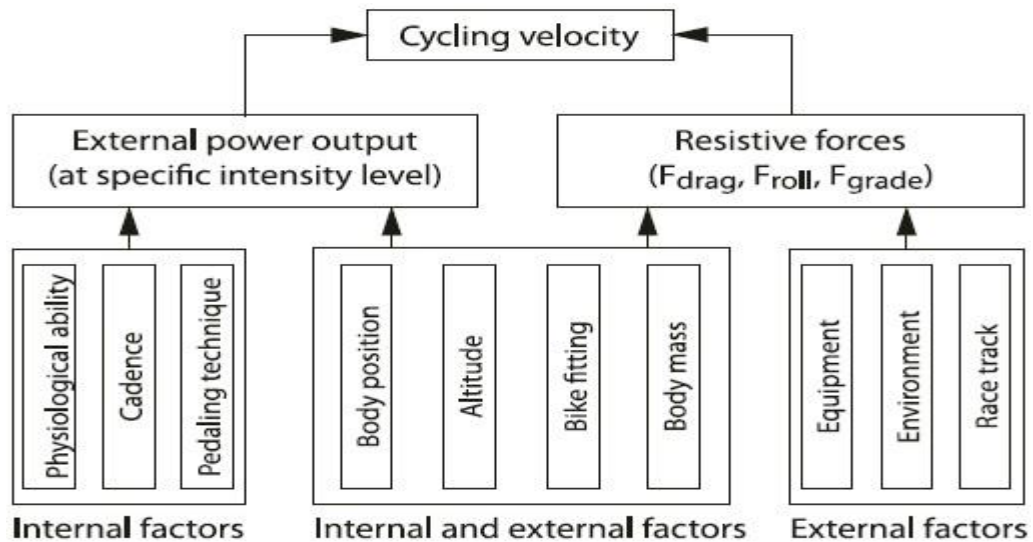 Cycling velocity
External power output
(at specific intensity level)
Resistive forces
(Fdrag, Froll, Fgrade)
Physiological ability
Cadence
Pedaling technique
Body position
Altitude
Bike fitting
Body mass
Equipment
Environment
Race track
Internal factors
Internal and external factors
External factors